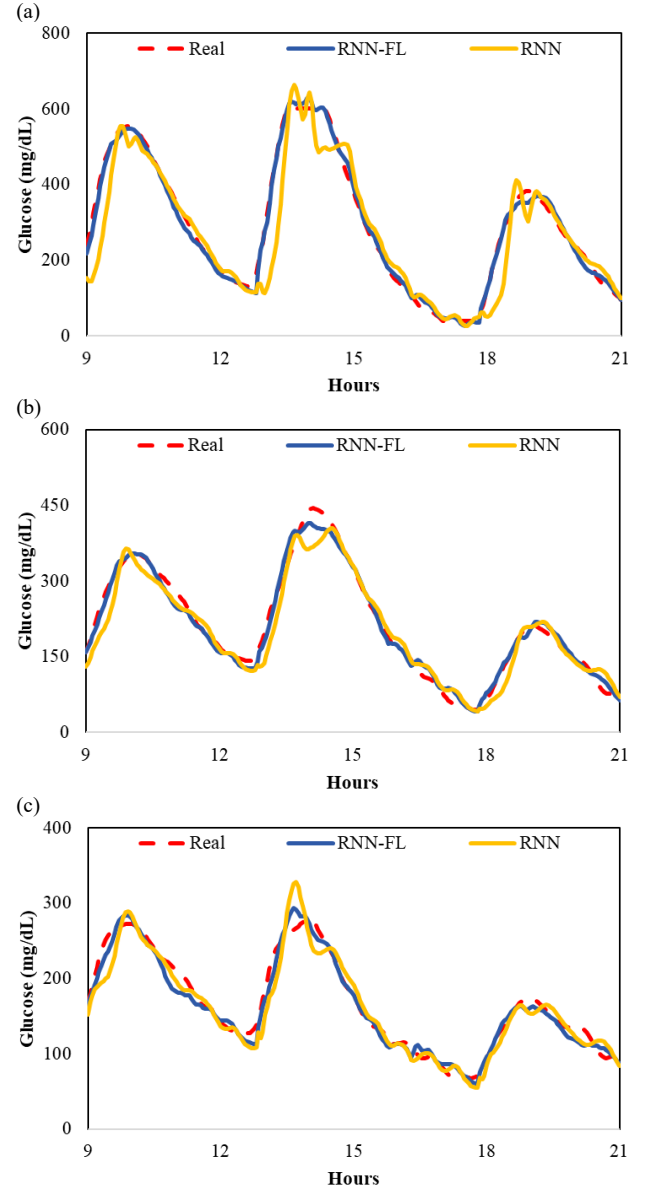 (a)
800
Real RNN-FL RNN
600
400
200
0
Glucose (mg/dL)
9 12 15 18 21
Hours
(b)
600
Real RNN-FL RNN
450
300
150
0
Glucose (mg/dL)
9 12 15 18 21
Hours
(c)
400
Real RNN-FL RNN
300
200
100
0
Glucose (mg/dL)
9 12 15 18 21
Hours